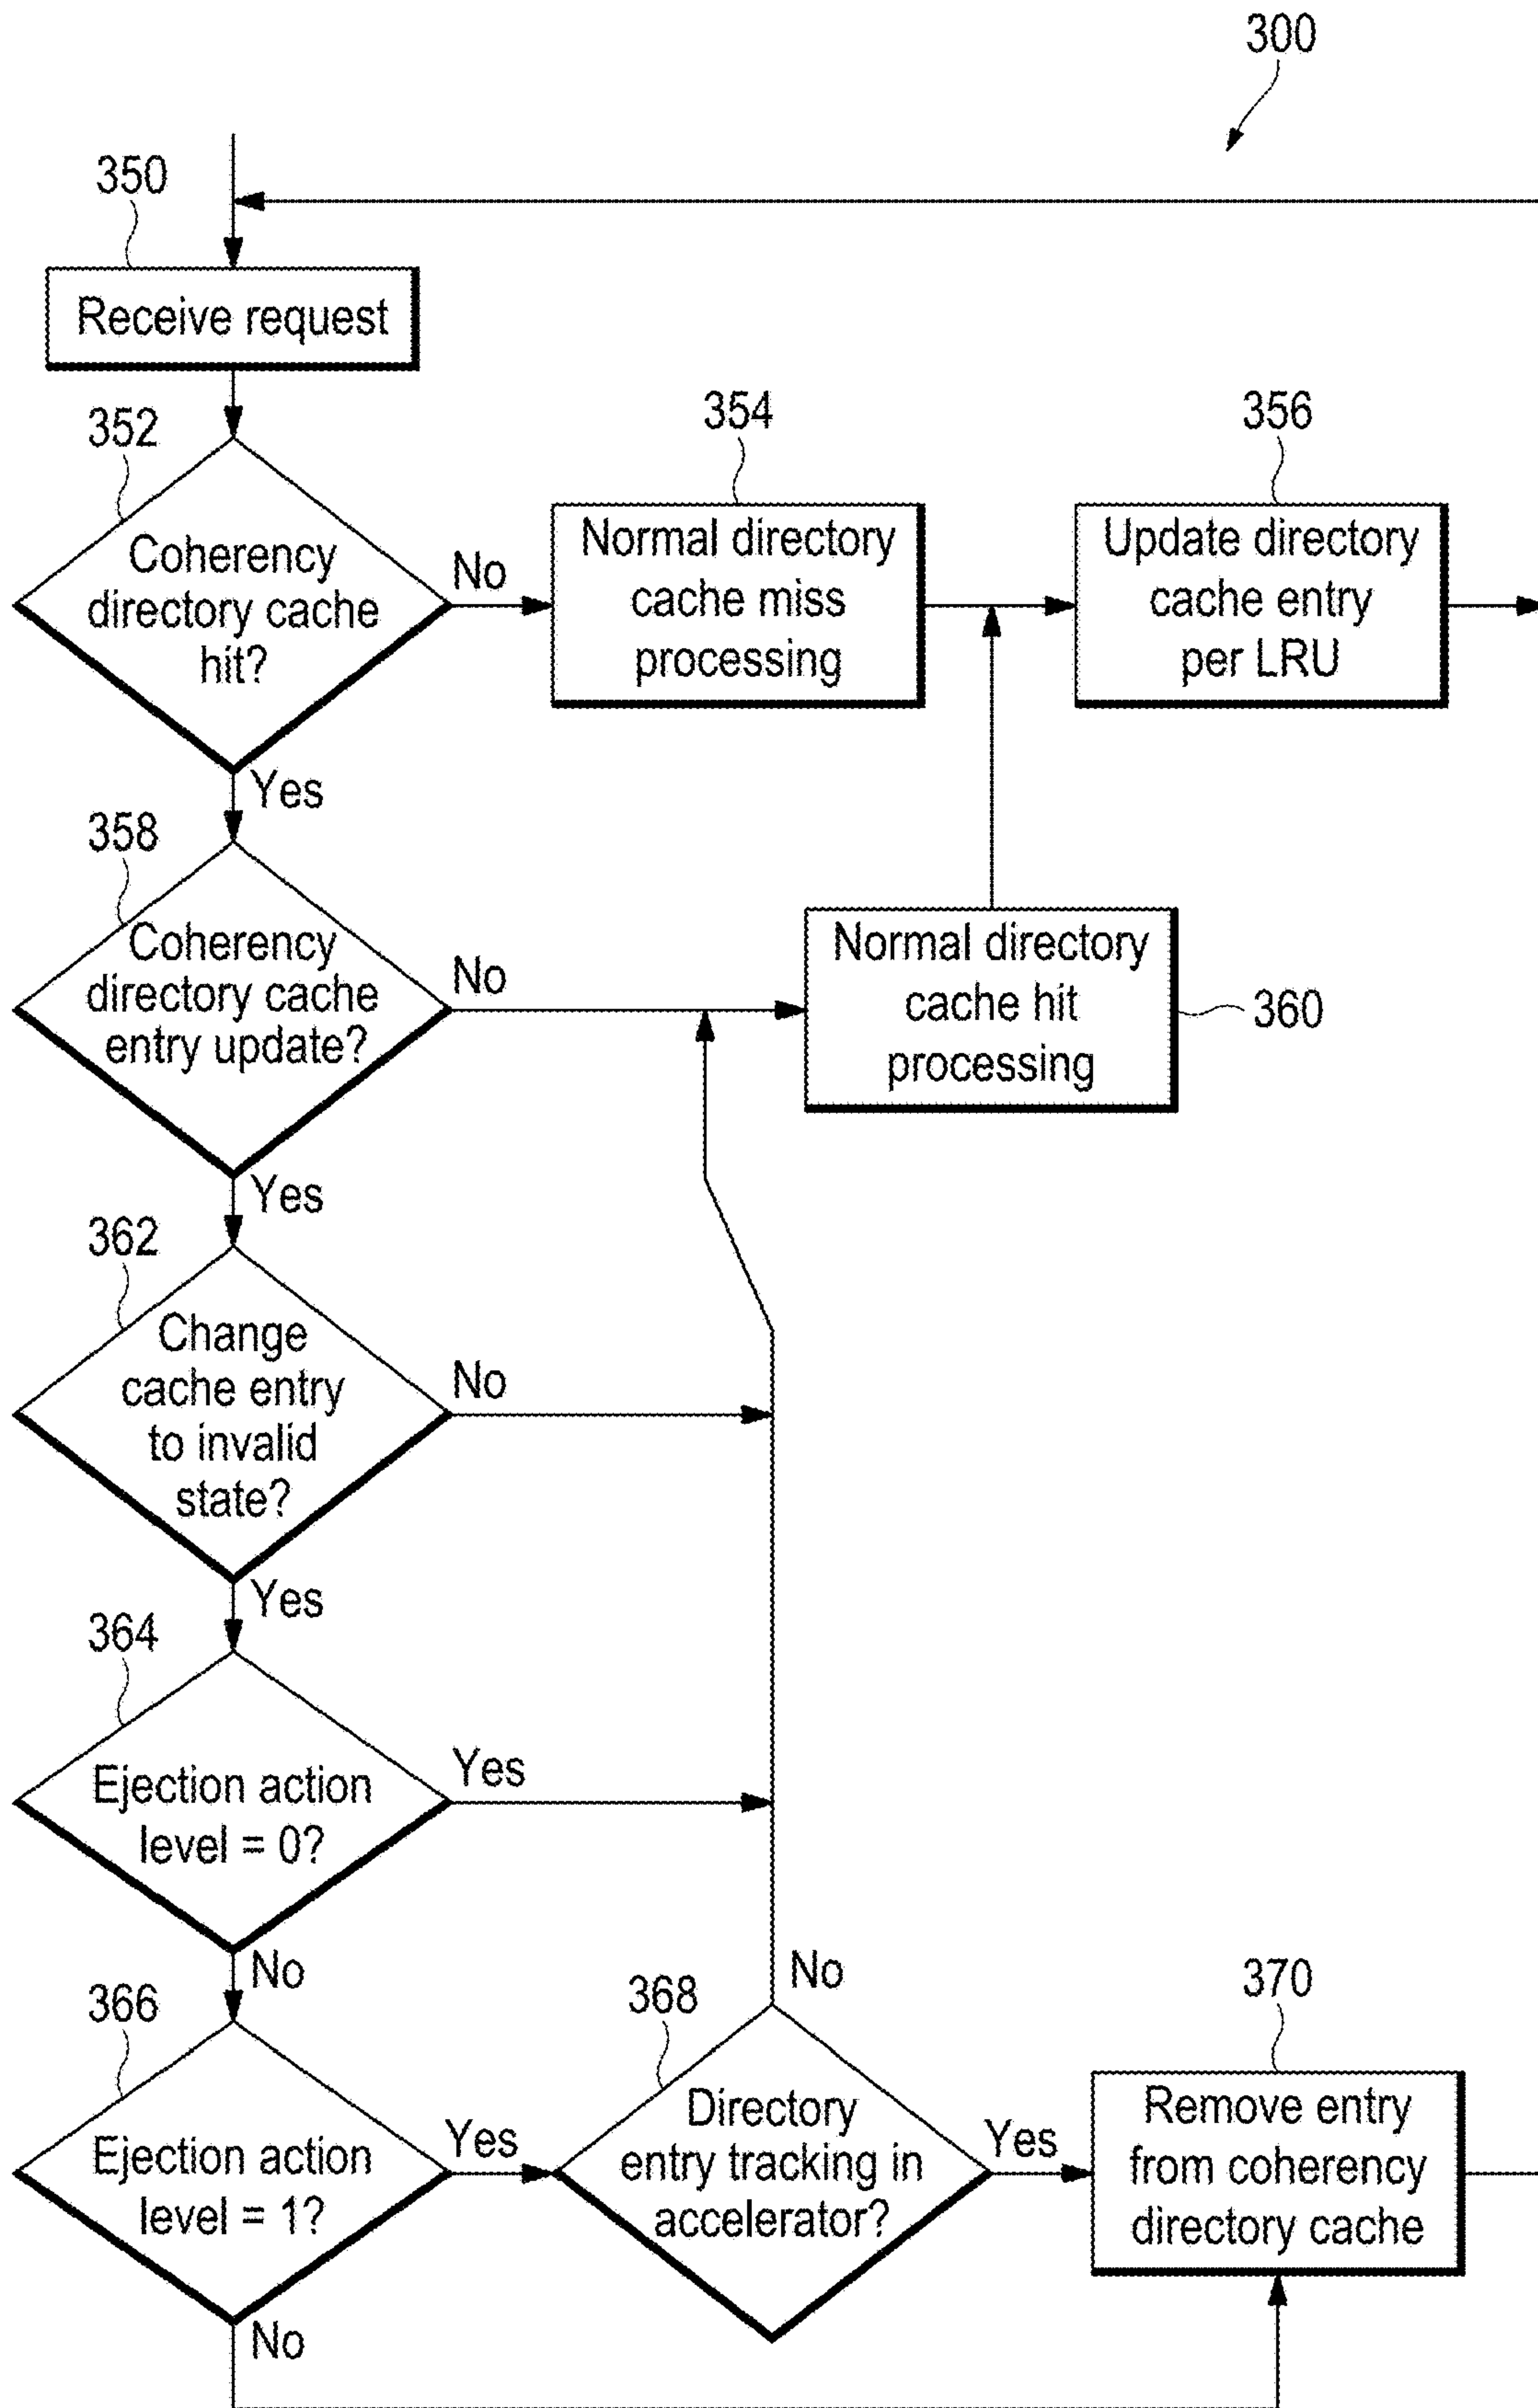 300
350
Receive request
352
Coherency
directory cache
hit?
No
354
Normal directory
cache miss
processing
356
Update directory
cache entry
per LRU
Yes
358
Coherency
directory cache
entry update?
No
Normal directory
cache hit
processing
360
Yes
362
Change
cache entry
to invalid
state?
No
Yes
364
Ejection action
level = 0?
Yes
No
366
Ejection action
level = 1?
Yes
No
368
Directory
entry tracking in
accelerator?
No
Yes
370
Remove entry
from coherency
directory cache